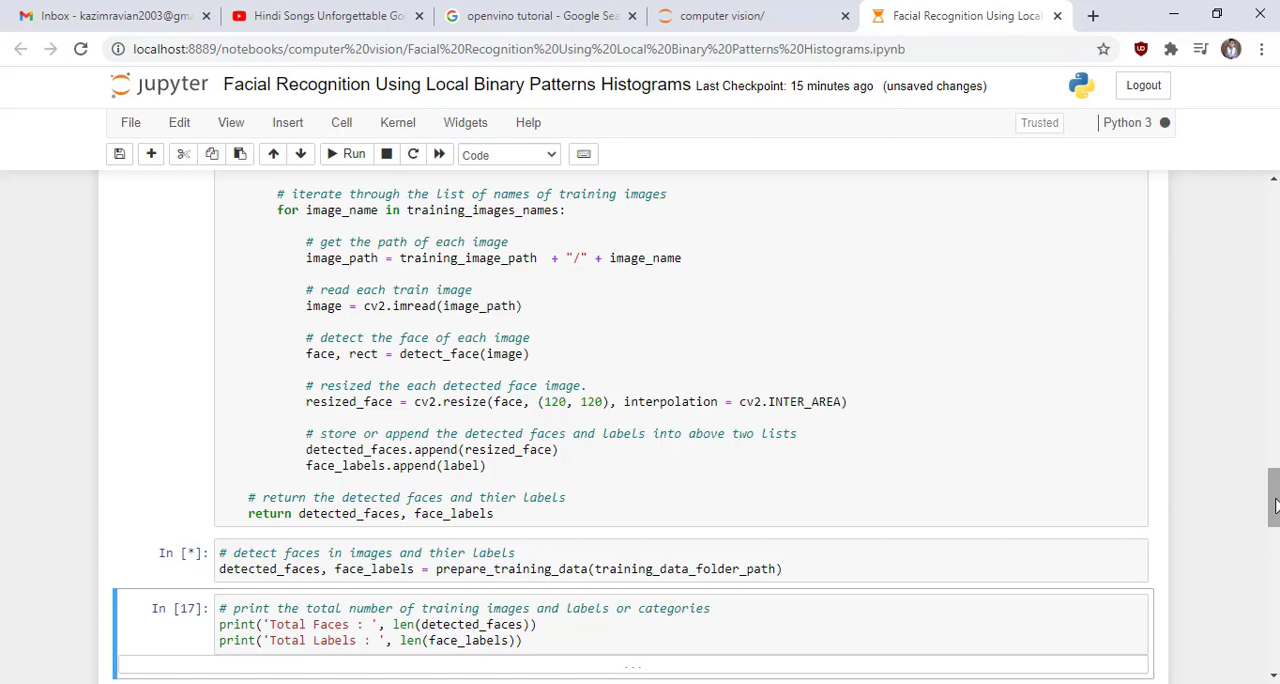 Inbox - kazimravian2003@gma
Hindi Songs Unforgettable Go
openvino tutorial - Google Sea
computer vision/
Facial Recognition Using Local
localhost:8889/notebooks/computer%20vision/Facial%20Recognition%20Using%20Local%20Binary%20Patterns%20Histograms.ipynb
jupyter Facial Recognition Using Local Binary Patterns Histograms Last Checkpoint: 15 minutes ago (unsaved changes) Logout
File Edit View Insert Cell Kernel Widgets Help Trusted Python 3
Run Code
# iterate through the list of names of training images
for image_name in training_images_names:
# get the path of each image
image_path = training_image_path + "/" + image_name
# read each train image
image = cv2.imread(image_path)
# detect the face of each image
face, rect = detect_face(image)
# resized the each detected face image.
resized_face = cv2.resize(face, (120, 120), interpolation = cv2.INTER_AREA)
# store or append the detected faces and labels into above two lists
detected_faces.append(resized_face)
face_labels.append(label)
# return the detected faces and thier labels
return detected_faces, face_labels
In [*]: # detect faces in images and thier labels
detected_faces, face_labels = prepare_training_data(training_data_folder_path)
In [17]: # print the total number of training images and labels or categories
print('Total Faces : ', len(detected_faces))
print('Total Labels : ', len(face_labels))
...